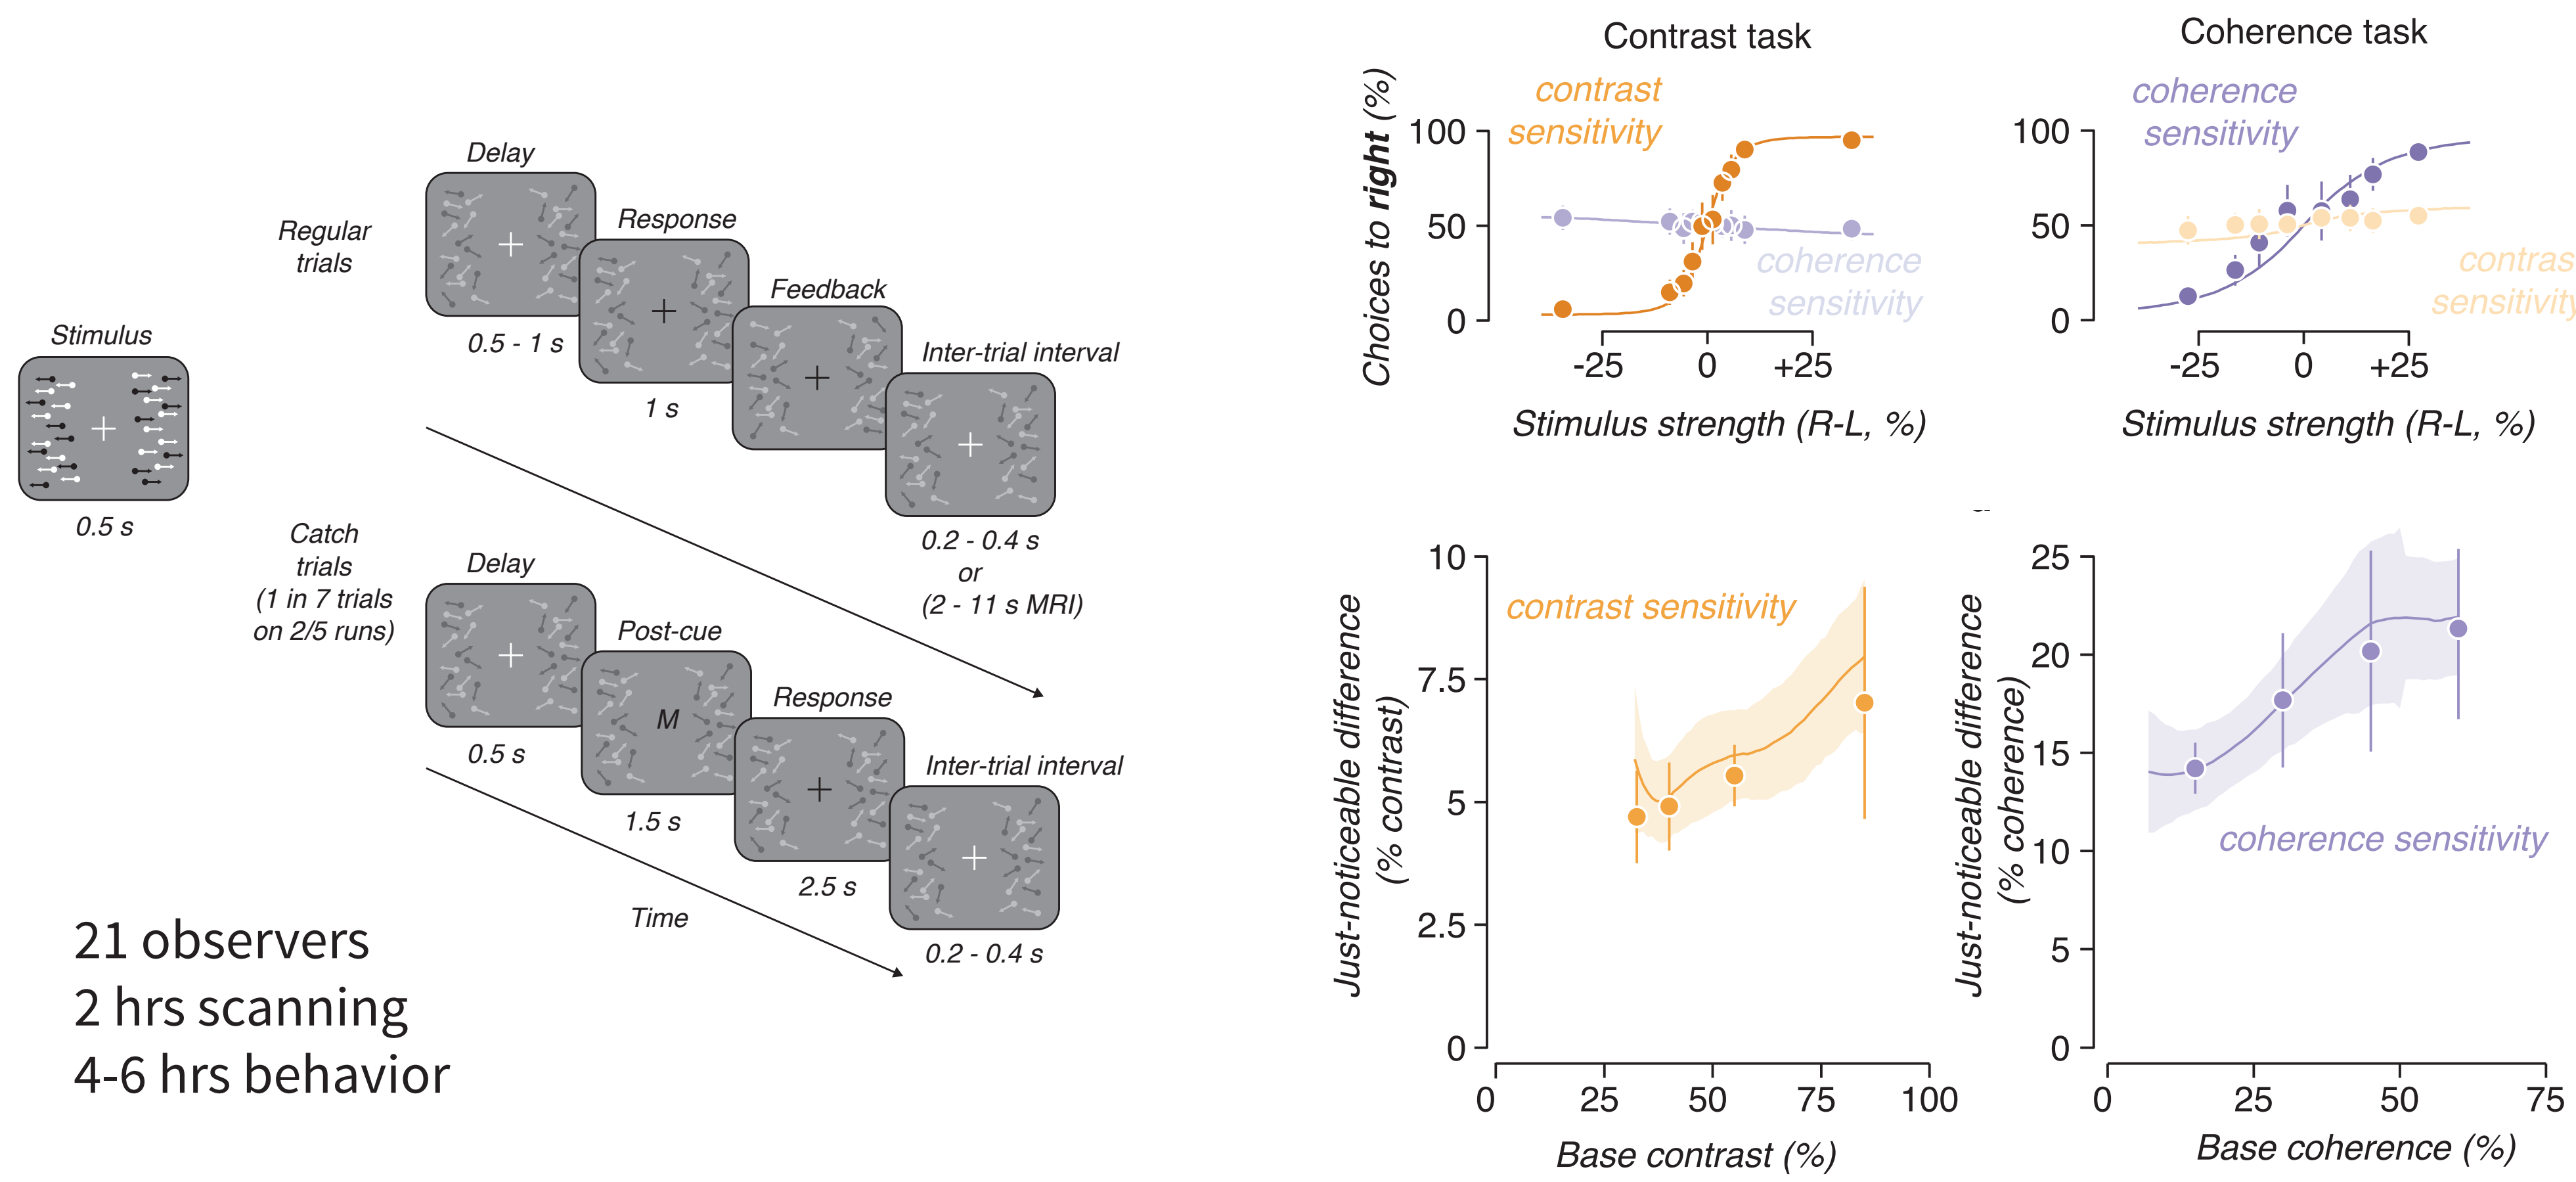 Stimulus
0.5 s
Regular
trials
Delay
0.5 - 1 s
Response
1 s
Feedback
Inter-trial interval
0.2 - 0.4 s
or
(2 - 11 s MRI)
Catch
trials
(1 in 7 trials
on 2/5 runs)
Delay
0.5 s
Post-cue
M
1.5 s
Response
2.5 s
Inter-trial interval
0.2 - 0.4 s
Time
21 observers
2 hrs scanning
4-6 hrs behavior
Contrast task
Choices to right (%)
contrast
sensitivity
100
50
0
coherence
sensitivity
-25 0 +25
Stimulus strength (R-L, %)
Coherence task
coherence
sensitivity
100
50
0
contras
sensitivity
-25 0 +25
Stimulus strength (R-L, %)
Just-noticeable difference
(% contrast)
10
7.5
5
2.5
0
contrast sensitivity
0 25 50 75 100
Base contrast (%)
Just-noticeable difference
(% coherence)
25
20
15
10
5
0
coherence sensitivity
0 25 50 75
Base coherence (%)